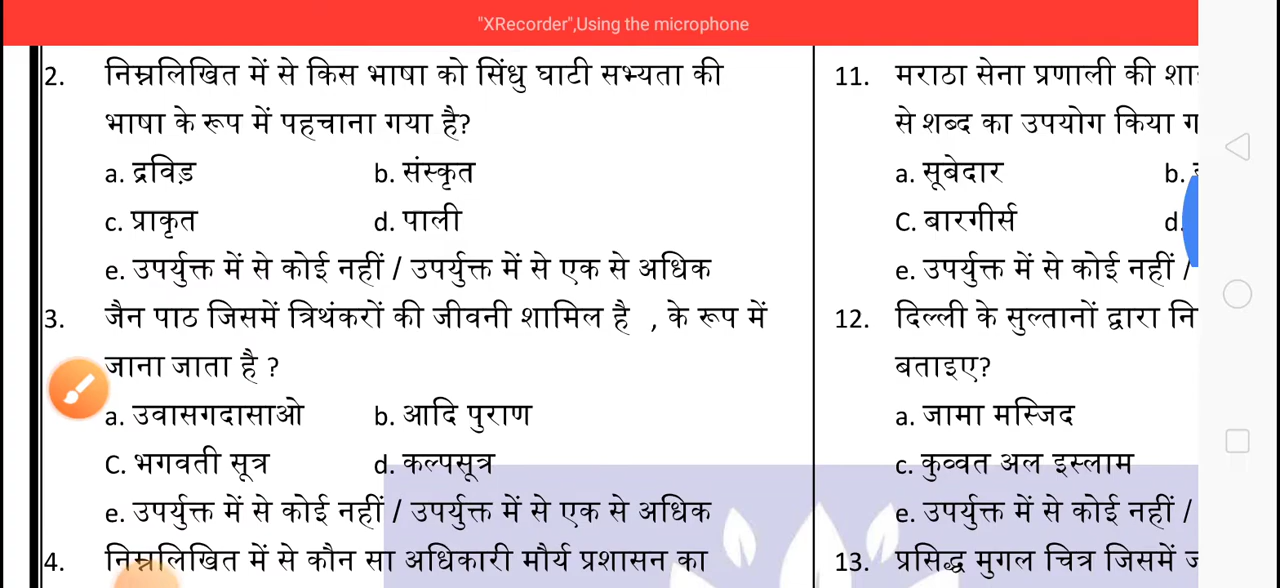 "XRecorder",Using the microphone
2. निम्नलिखित में से किस भाषा को सिंधु घाटी सभ्यता की
भाषा के रूप में पहचाना गया है?
a. द्रविड़ b. संस्कृत
c. प्राकृत d. पाली
e. उपर्युक्त में से कोई नहीं / उपर्युक्त में से एक से अधिक
3. जैन पाठ जिसमें त्रिथंकरों की जीवनी शामिल है , के रूप में
जाना जाता है ?
a. उवासगदासाओ b. आदि पुराण
C. भगवती सूत्र d. कल्पसूत्र
e. उपर्युक्त में से कोई नहीं / उपर्युक्त में से एक से अधिक
4. निम्नलिखित में से कौन सा अधिकारी मौर्य प्रशासन का
11. मराठा सेना प्रणाली की
से शब्द का उपयोग किया
a. सूबेदार b.
C. बारगीर्स d.
e. उपर्युक्त में से कोई नहीं /
12. दिल्ली के सुल्तानों द्वारा
बताइए?
a. जामा मस्जिद
c. कुव्वत अल इस्लाम
e. उपर्युक्त में से कोई नहीं /
13. प्रसिद्ध मुगल चित्र जिसमें